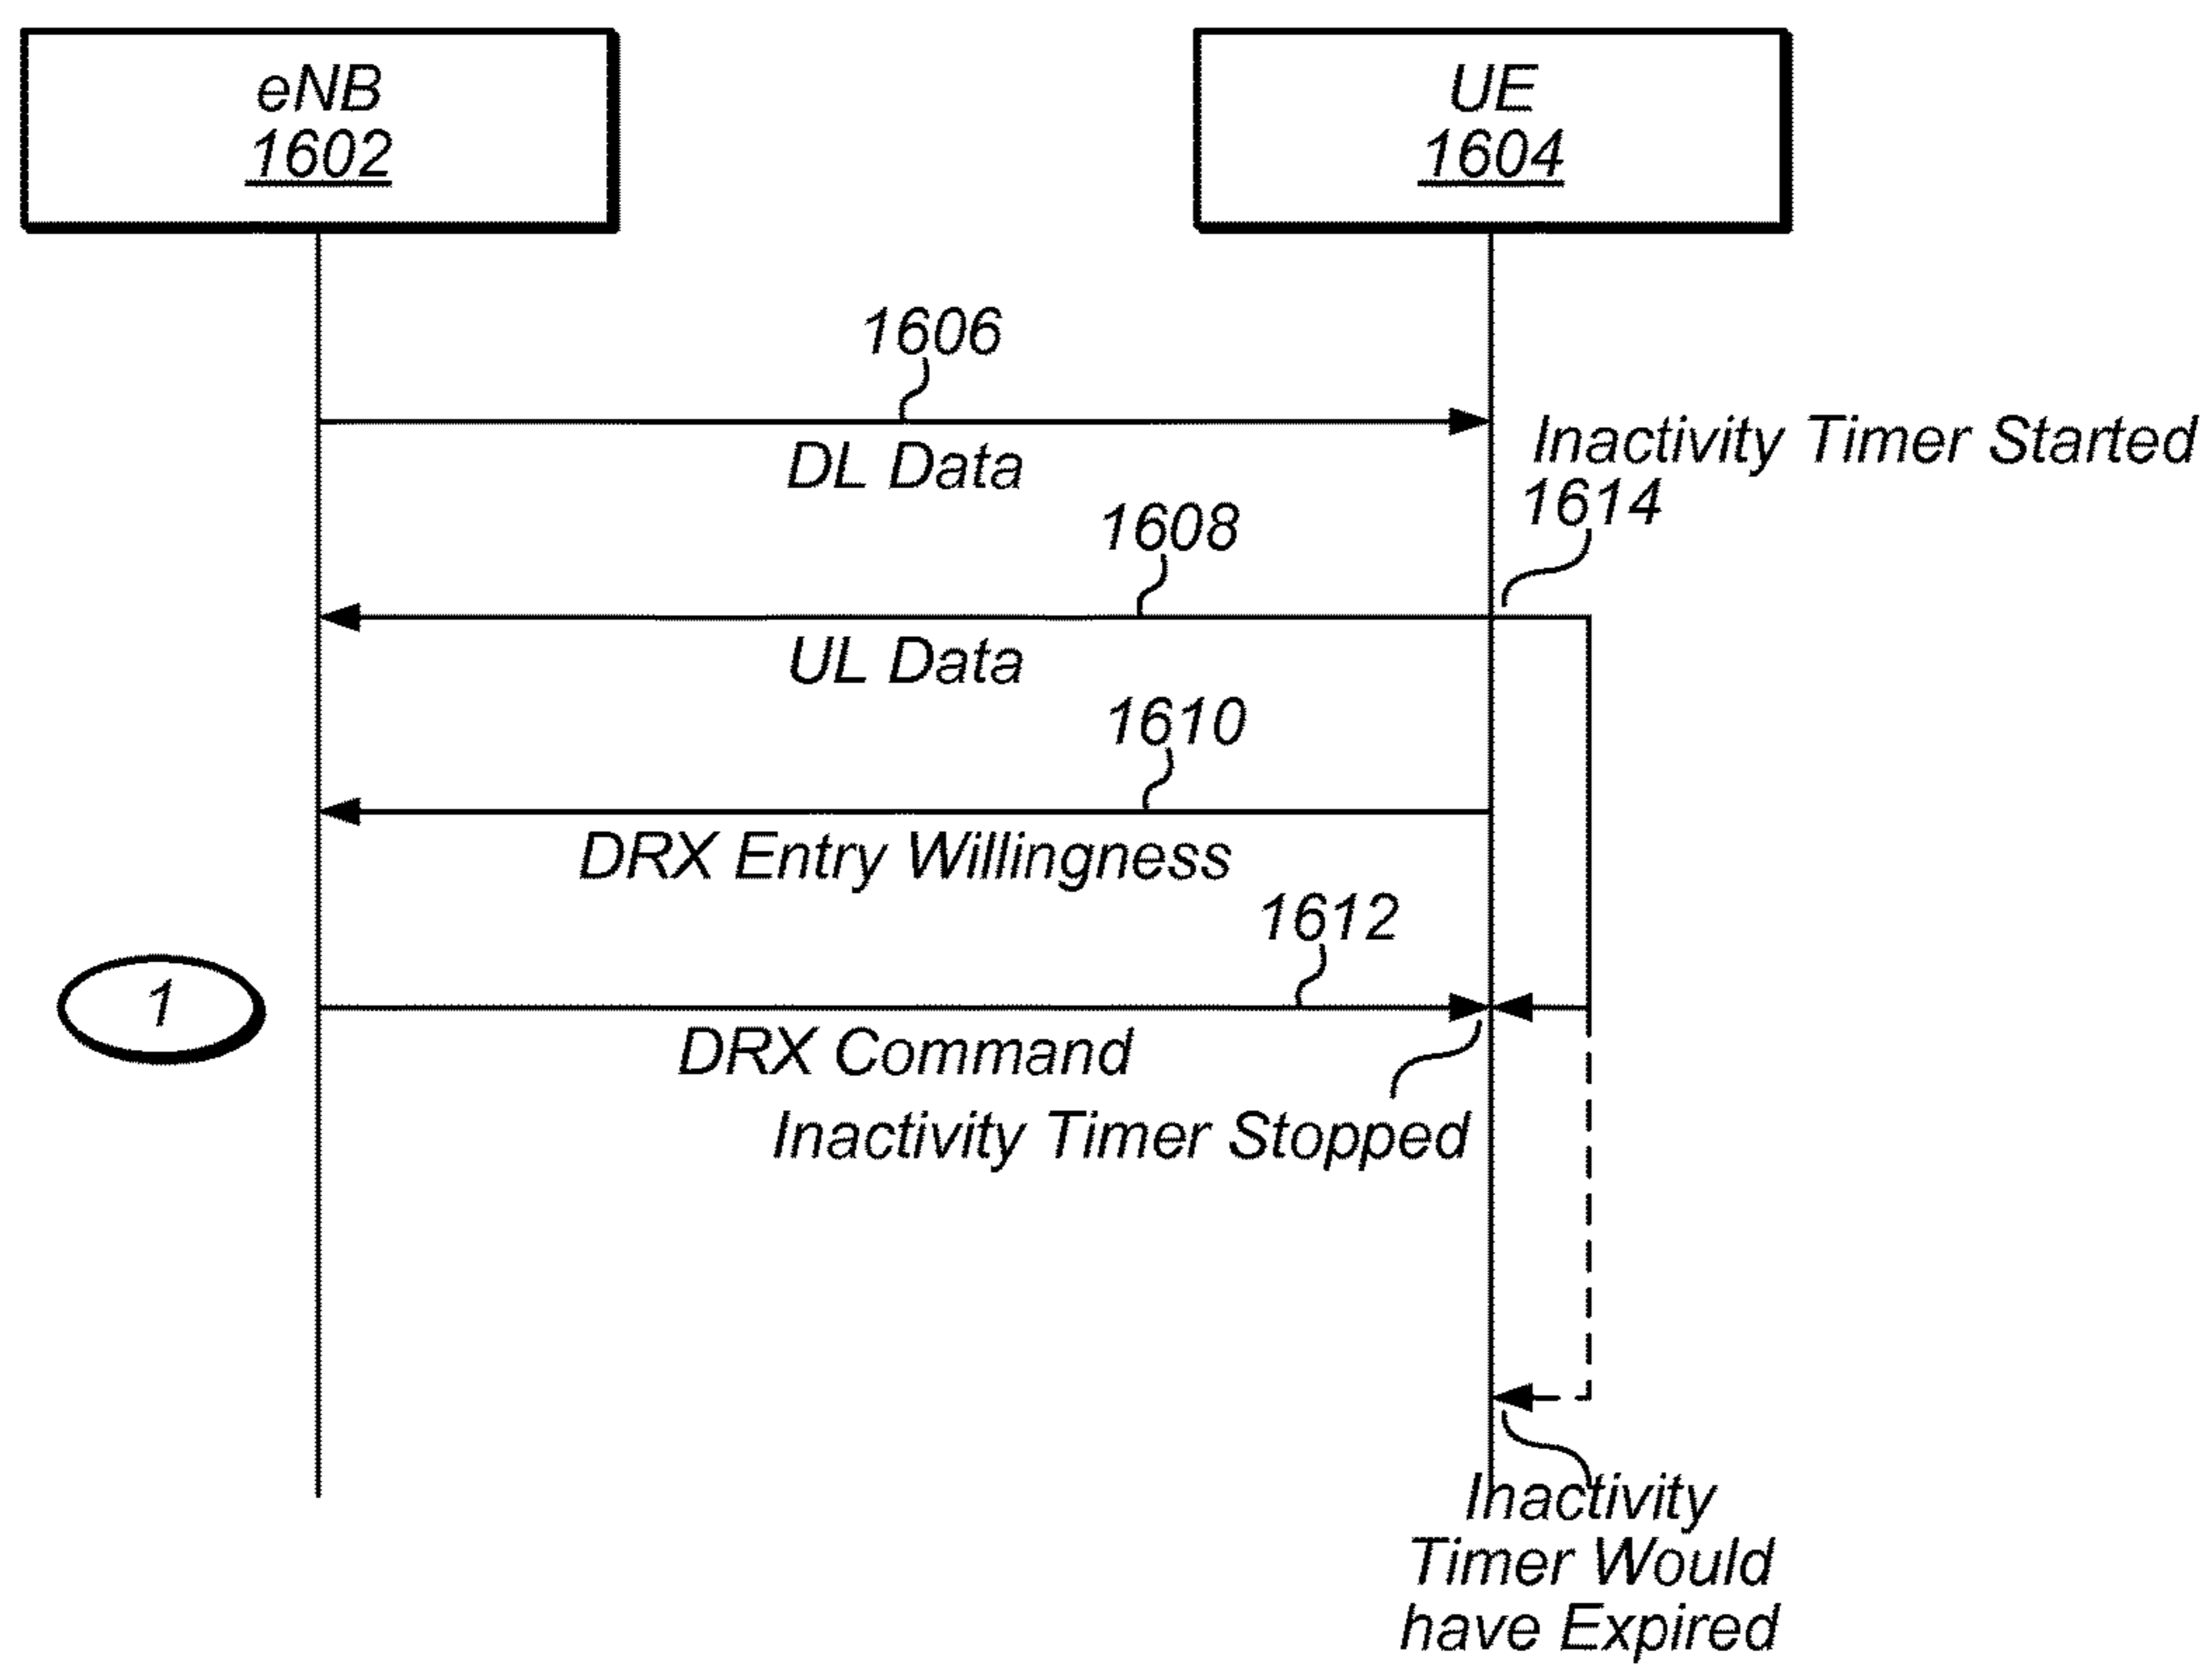 eNB
1602
UE
1604
1606
DL Data
Inactivity Timer Started
1614
1608
UL Data
1610
DRX Entry Willingness
1612
1
DRX Command
Inactivity Timer Stopped
Inactivity
Timer Would
have Expired